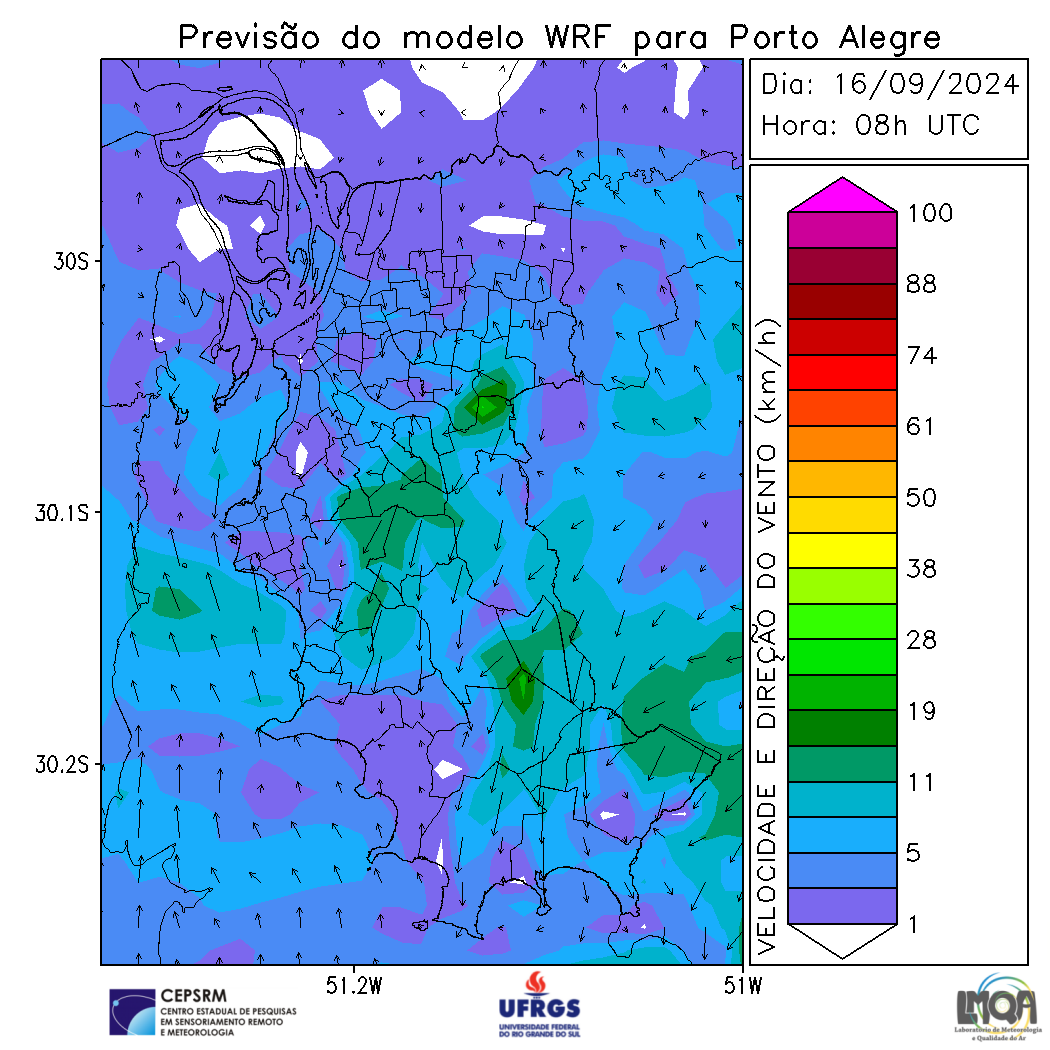 Previsão do modelo WRF para Porto Alegre
Dia: 16/09/2024
Hora: 08h UTC
30S
30.1S
30.2S
51.2W
51W
VELOCIDADE E DIREÇÃO DO VENTO (km/h)
100
88
74
61
50
38
28
19
11
5
1
CEPSRM
CENTRO ESTADUAL DE PESQUISAS
EM SENSORIAMENTO REMOTO
E METEOROLOGIA
UFRGS
UNIVERSIDADE FEDERAL
DO RIO GRANDE DO SUL
LMQA
Laboratório de Meteorologia
e Qualidade do Ar